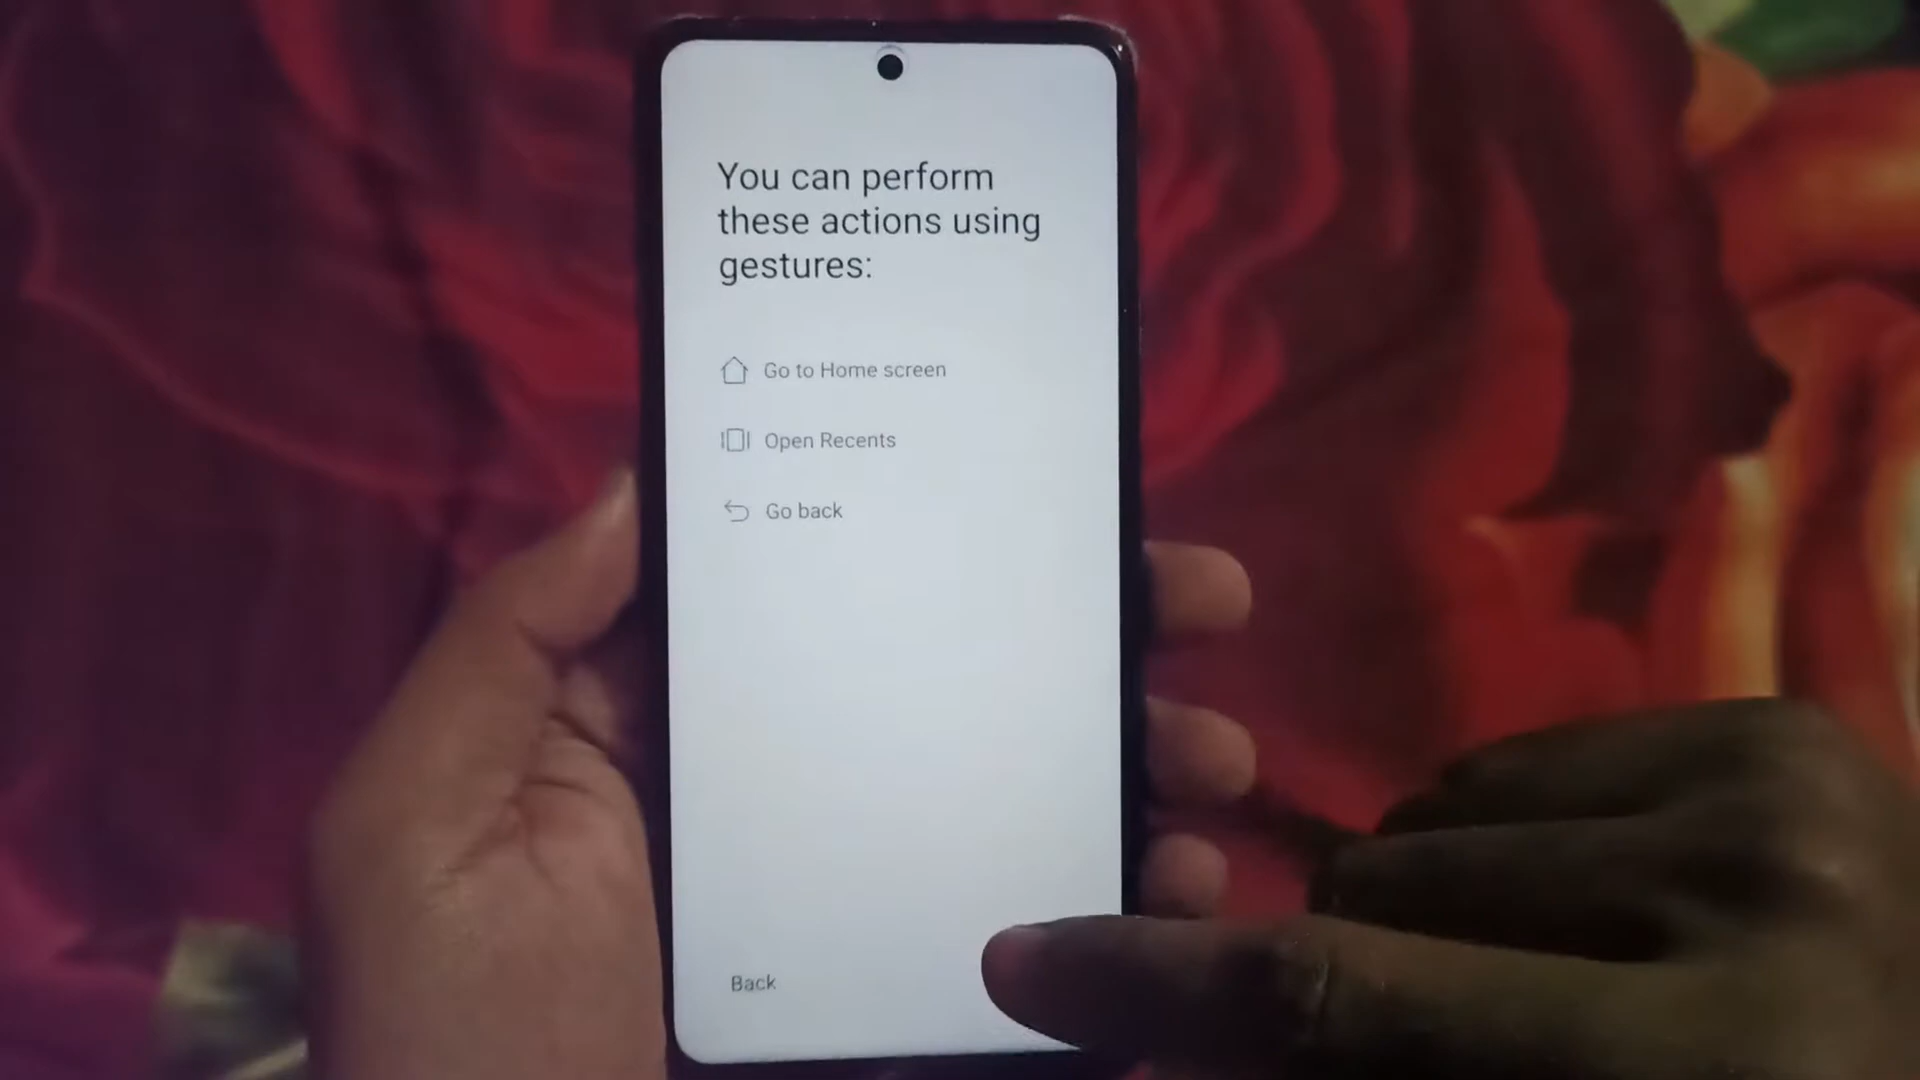 You can perform
these actions using
gestures:
Go to Home screen
Open Recents
Go back
Back